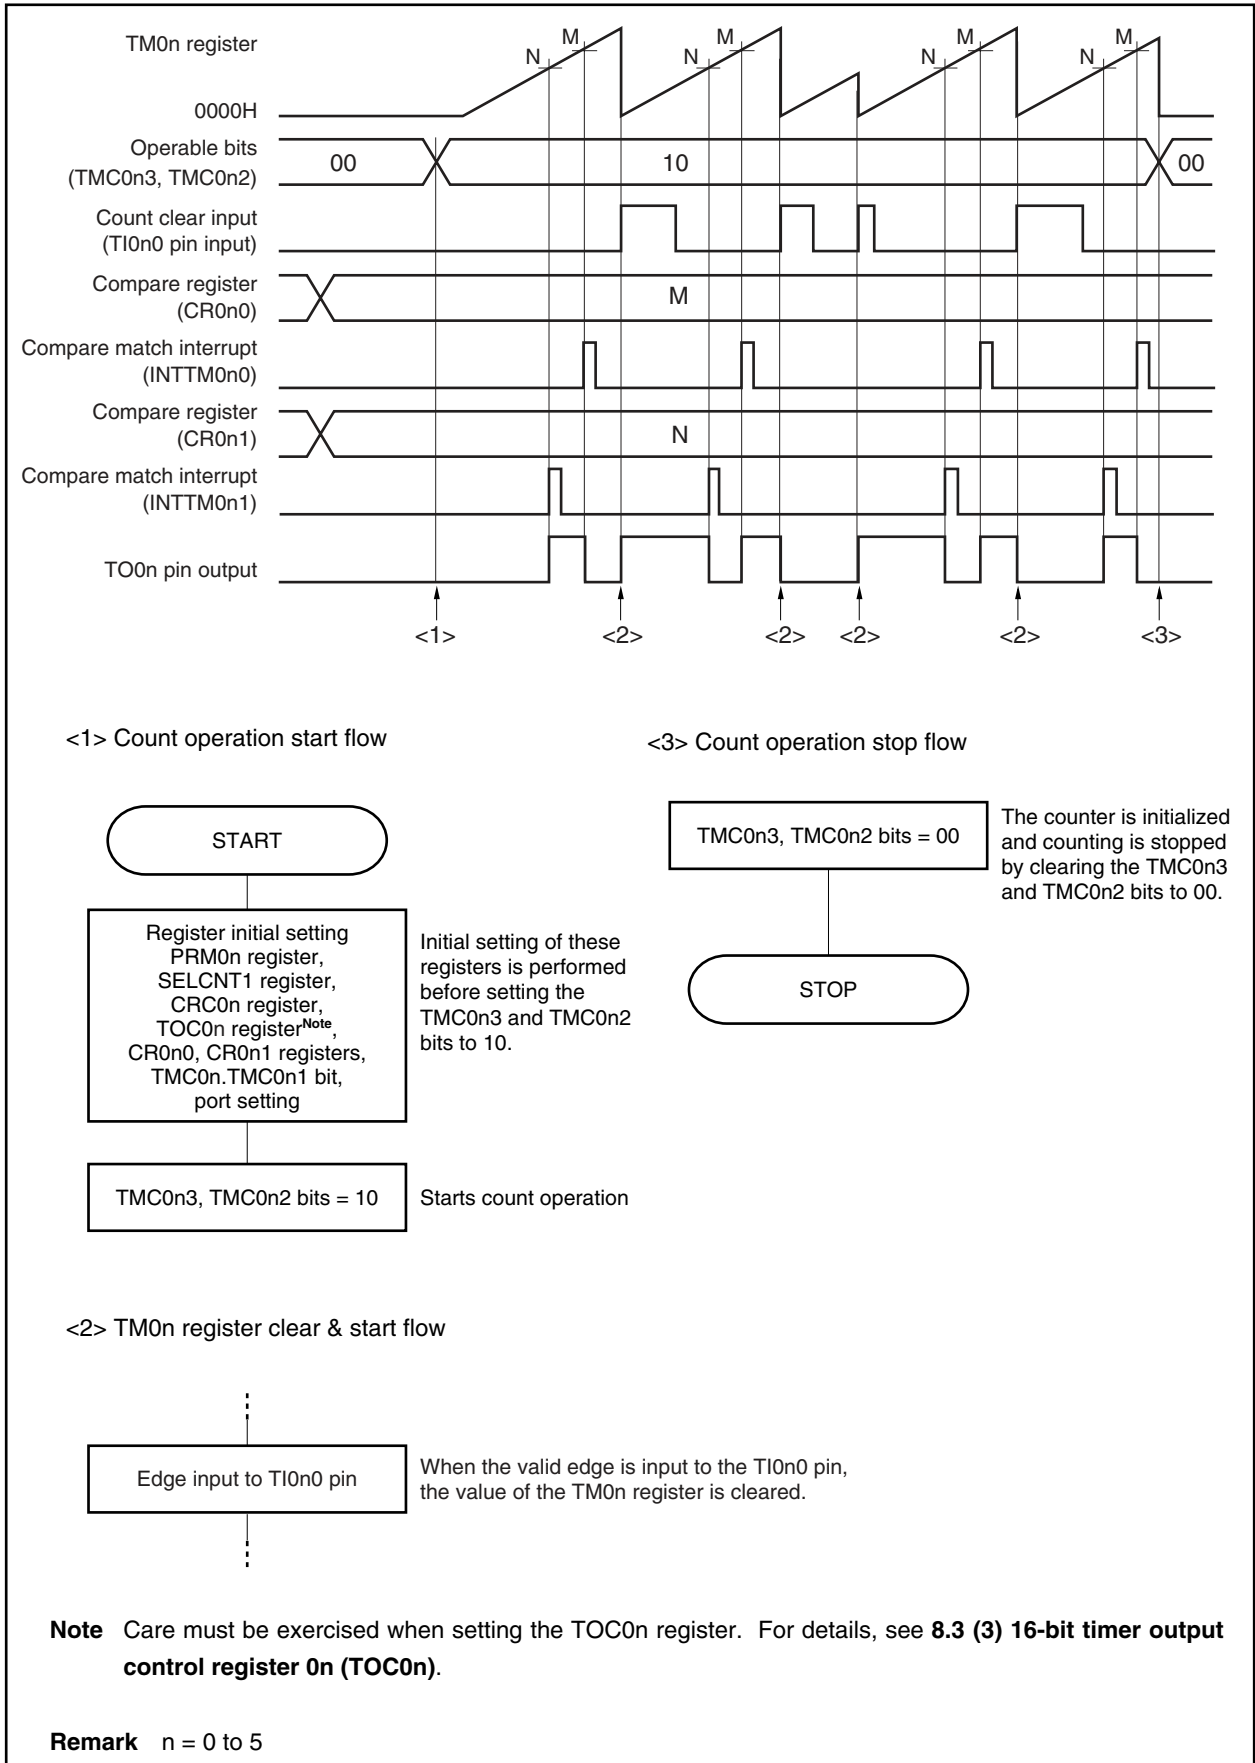 TM0n register
N M N M N M N M
0000H
Operable bits
(TMC0n3, TMC0n2)
00 10 00
Count clear input
(TI0n0 pin input)
Compare register
(CR0n0)
M
Compare match interrupt
(INTTM0n0)
Compare register
(CR0n1)
N
Compare match interrupt
(INTTM0n1)
TO0n pin output
<1> <2> <2> <2> <2> <3>
<1> Count operation start flow
START
Register initial setting
PRM0n register,
SELCNT1 register,
CRC0n register,
TOC0n registerNote,
CR0n0, CR0n1 registers,
TMC0n.TMC0n1 bit,
port setting
Initial setting of these
registers is performed
before setting the
TMC0n3 and TMC0n2
bits to 10.
TMC0n3, TMC0n2 bits = 10
Starts count operation
<3> Count operation stop flow
TMC0n3, TMC0n2 bits = 00
The counter is initialized
and counting is stopped
by clearing the TMC0n3
and TMC0n2 bits to 00.
STOP
<2> TM0n register clear & start flow
Edge input to TI0n0 pin
When the valid edge is input to the TI0n0 pin,
the value of the TM0n register is cleared.
Note Care must be exercised when setting the TOC0n register. For details, see 8.3 (3) 16-bit timer output
control register 0n (TOC0n).
Remark n = 0 to 5